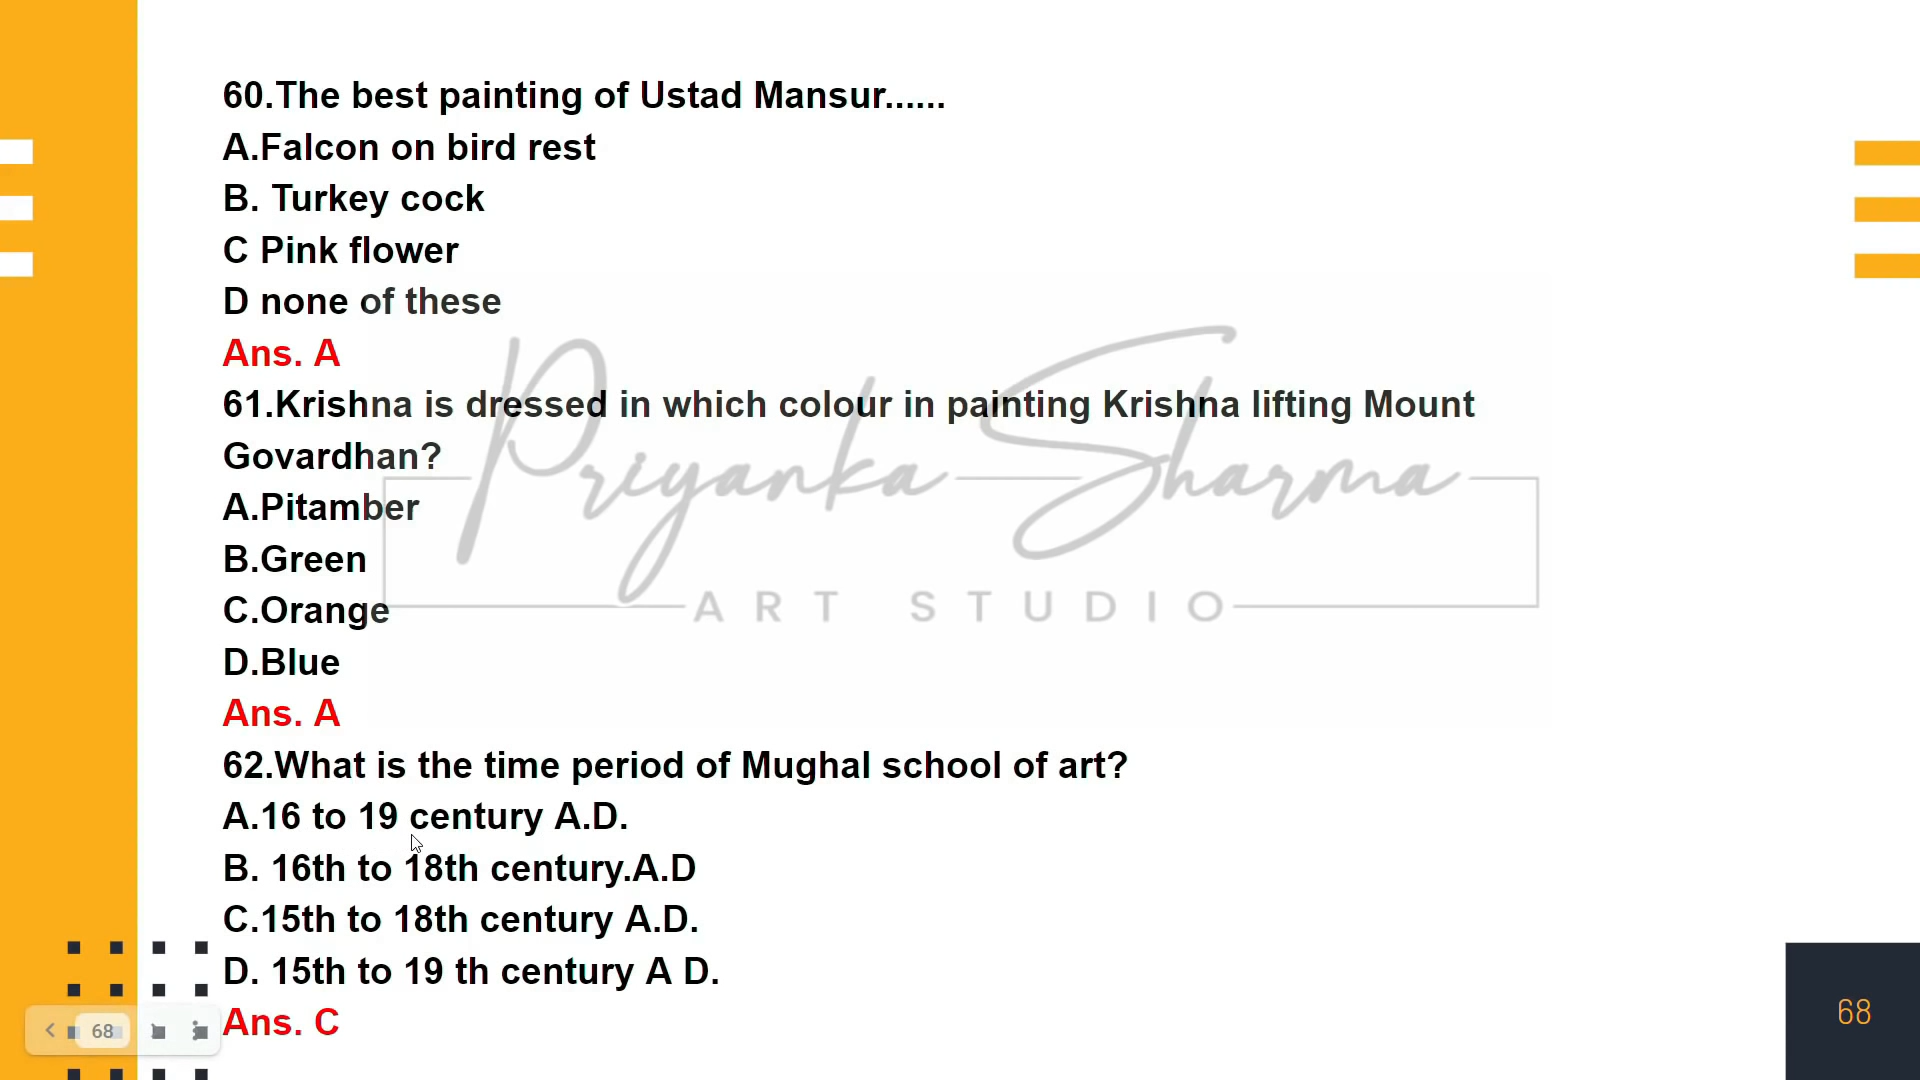 60.The best painting of Ustad Mansur......
A.Falcon on bird rest
B. Turkey cock
C Pink flower
D none of these
Ans. A
61.Krishna is dressed in which colour in painting Krishna lifting Mount
Govardhan?
A.Pitamber
B.Green
C.Orange
D.Blue
Ans. A
62.What is the time period of Mughal school of art?
A.16 to 19 century A.D.
B. 16th to 18th century.A.D
C.15th to 18th century A.D.
D. 15th to 19 th century A D.
Ans. C
Priyanka Sharma
ART STUDIO
68
68